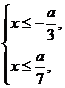 {x ≤ -a/3,
x ≤ a/7,